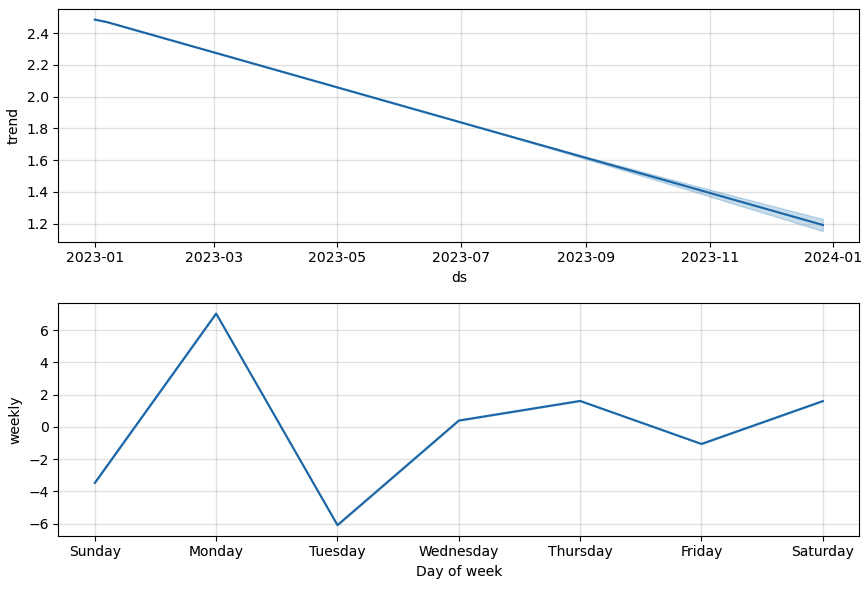 trend
2.4
2.2
2.0
1.8
1.6
1.4
1.2
2023-01 2023-03 2023-05 2023-07 2023-09 2023-11 2024-01
ds
weekly
6
4
2
0
−2
−4
−6
Sunday Monday Tuesday Wednesday Thursday Friday Saturday
Day of week